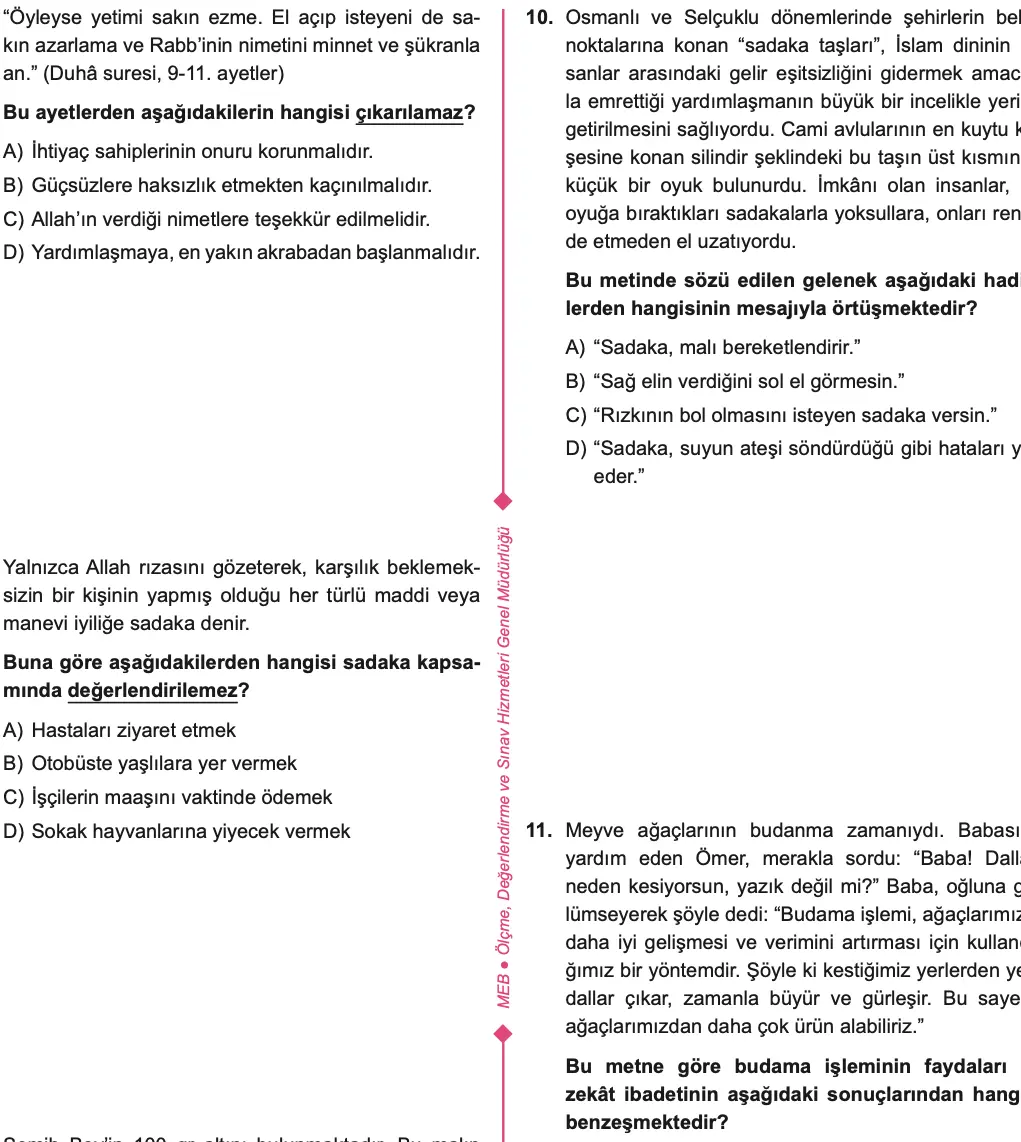 “Öyleyse yetimi sakın ezme. El açıp isteyeni de sa-
kın azarlama ve Rabb’inin nimetini minnet ve şükranla
an.” (Duhâ suresi, 9-11. ayetler)
Bu ayetlerden aşağıdakilerin hangisi çıkarılamaz?
A) İhtiyaç sahiplerinin onuru korunmalıdır.
B) Güçsüzlere haksızlık etmekten kaçınılmalıdır.
C) Allah’ın verdiği nimetlere teşekkür edilmelidir.
D) Yardımlaşmaya, en yakın akrabadan başlanmalıdır.
Yalnızca Allah rızasını gözeterek, karşılık beklemek-
sizin bir kişinin yapmış olduğu her türlü maddi veya
manevi iyiliğe sadaka denir.
Buna göre aşağıdakilerden hangisi sadaka kapsa-
mında değerlendirilemez?
A) Hastaları ziyaret etmek
B) Otobüste yaşlılara yer vermek
C) İşçilerin maaşını vaktinde ödemek
D) Sokak hayvanlarına yiyecek vermek
MEB ● Ölçme, Değerlendirme ve Sınav Hizmetleri Genel Müdürlüğü
10. Osmanlı ve Selçuklu dönemlerinde şehirlerin bel
noktalarına konan “sadaka taşları”, İslam dininin
sanlar arasındaki gelir eşitsizliğini gidermek amac
la emrettiği yardımlaşmanın büyük bir incelikle yeri
getirilmesini sağlıyordu. Cami avlularının en kuytu k
şesine konan silindir şeklindeki bu taşın üst kısmın
küçük bir oyuk bulunurdu. İmkânı olan insanlar,
oyuğa bıraktıkları sadakalarla yoksullara, onları ren
de etmeden el uzatıyordu.
Bu metinde sözü edilen gelenek aşağıdaki hadi
lerden hangisinin mesajıyla örtüşmektedir?
A) “Sadaka, malı bereketlendirir.”
B) “Sağ elin verdiğini sol el görmesin.”
C) “Rızkının bol olmasını isteyen sadaka versin.”
D) “Sadaka, suyun ateşi söndürdüğü gibi hataları y
eder.”
11. Meyve ağaçlarının budanma zamanıydı. Babası
yardım eden Ömer, merakla sordu: “Baba! Dalla
neden kesiyorsun, yazık değil mi?” Baba, oğluna g
lümseyerek şöyle dedi: “Budama işlemi, ağaçlarımız
daha iyi gelişmesi ve verimini artırması için kullan
ğımız bir yöntemdir. Şöyle ki kestiğimiz yerlerden ye
dallar çıkar, zamanla büyür ve gürleşir. Bu saye
ağaçlarımızdan daha çok ürün alabiliriz.”
Bu metne göre budama işleminin faydaları
zekât ibadetinin aşağıdaki sonuçlarından hang
benzeşmektedir?